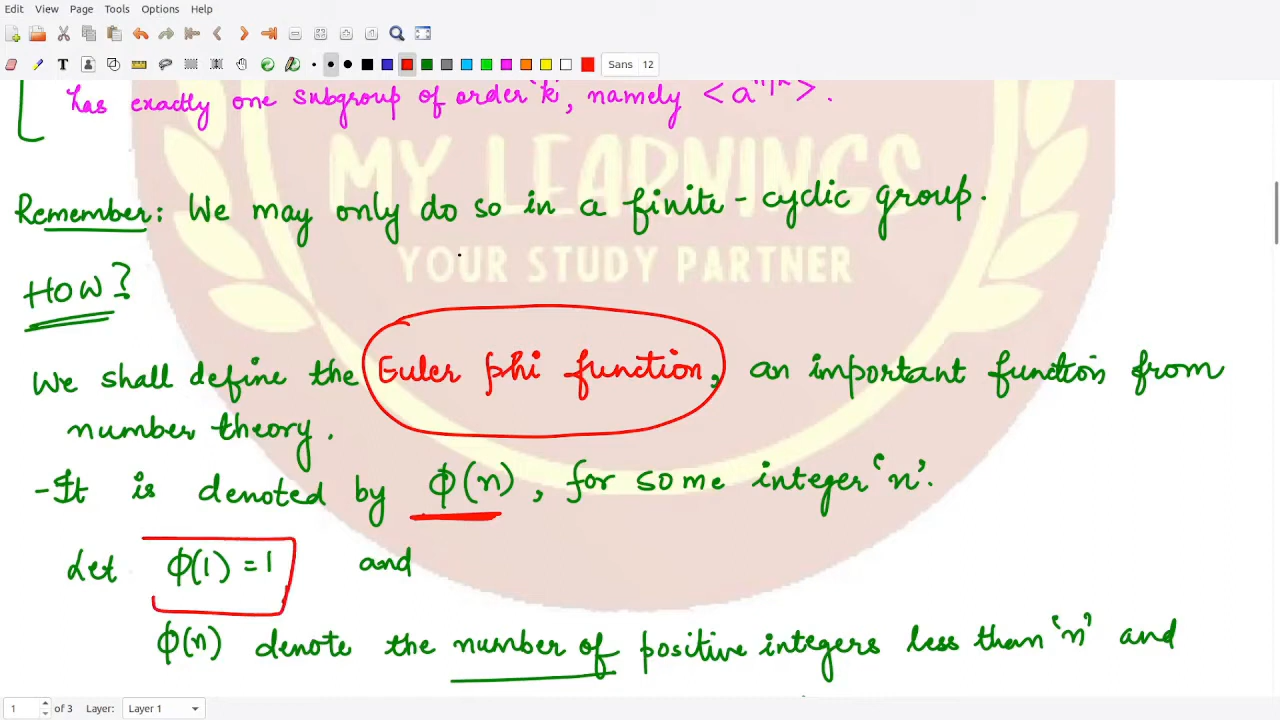 Edit View Page Tools Options Help
Sans 12
has exactly one subgroup of order 'k', namely <a^n/k>.
MY LEARNINGS
Remember: We may only do so in a finite-cyclic group.
YOUR STUDY PARTNER
HOW?
We shall define the Euler phi function, an important function from
number theory.
-It is denoted by ϕ(n), for some integer 'n'.
Let ϕ(1) = 1 and
ϕ(n) denote the number of positive integers less than 'n' and
1 of 3 Layer: Layer 1